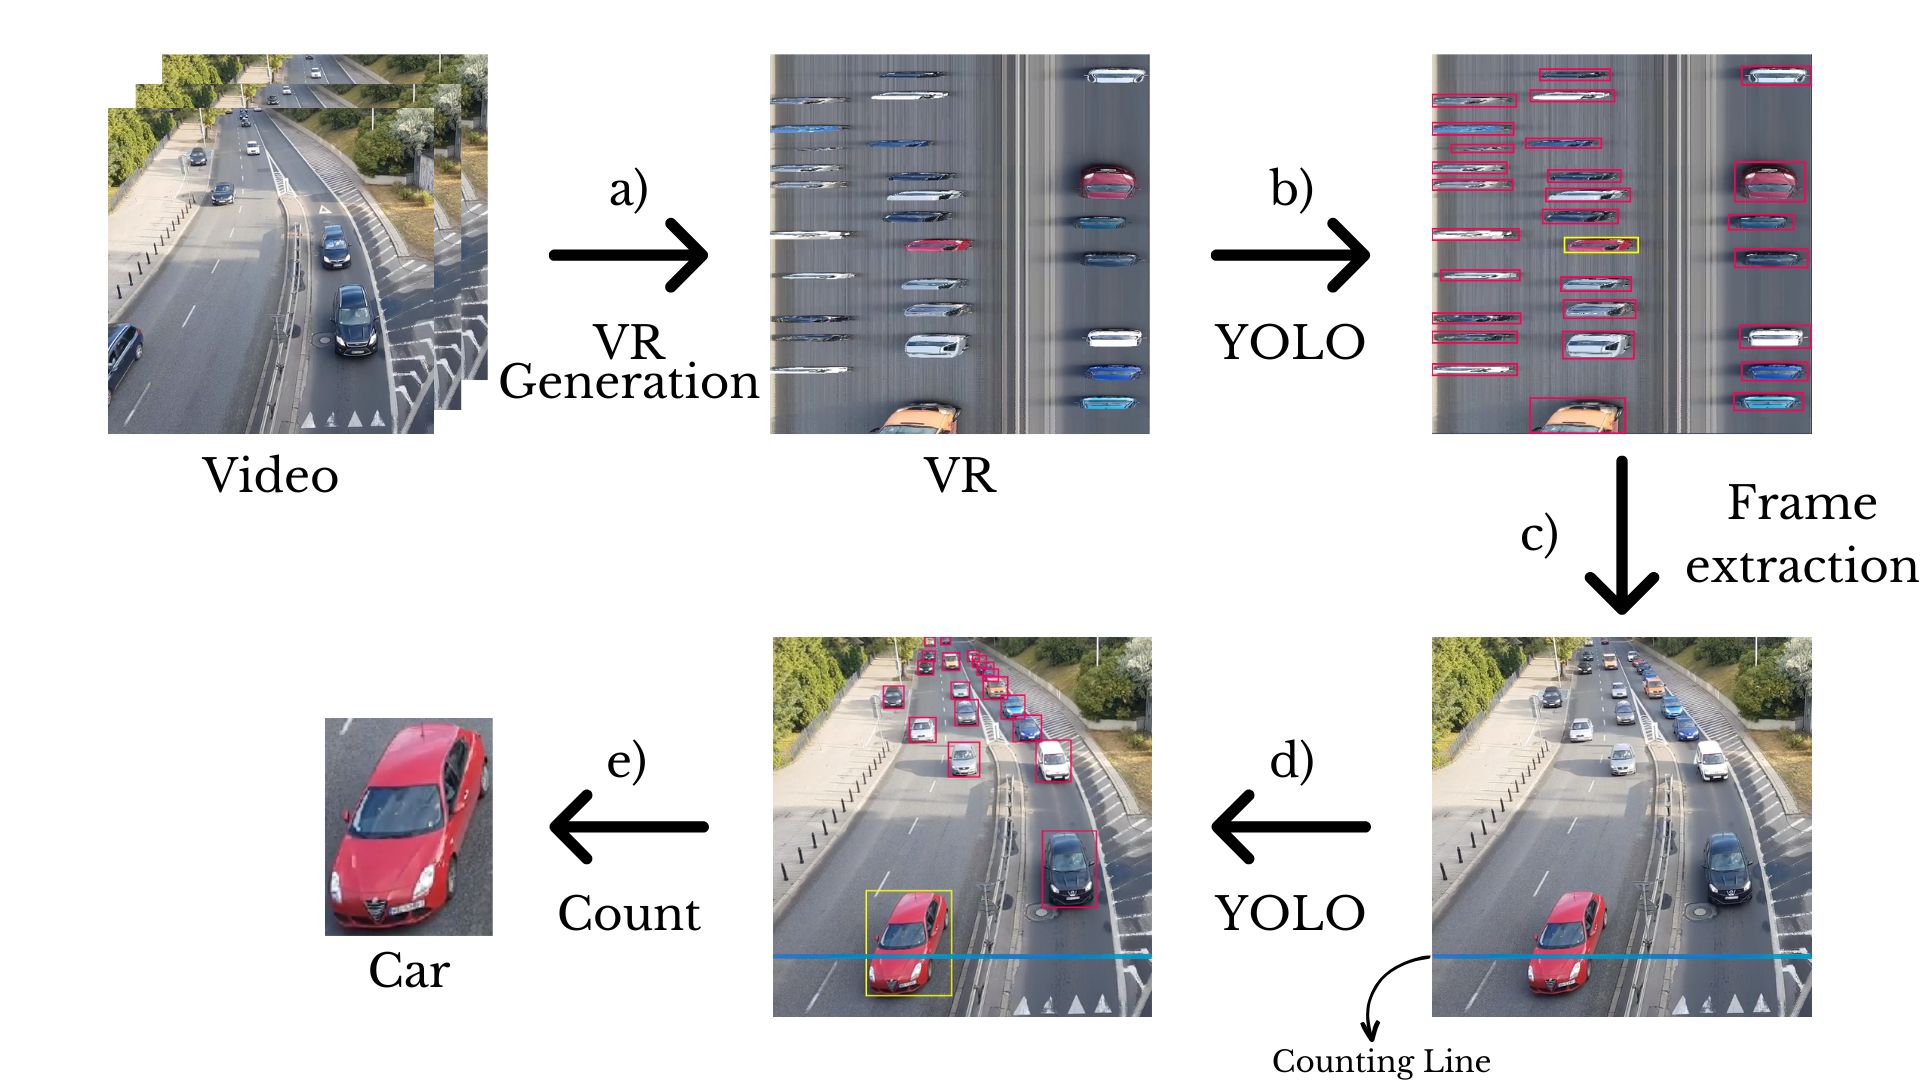 a)
VR
Generation
b)
YOLO
Video
VR
c)
Frame
extraction
d)
YOLO
e)
Count
Car
Counting Line